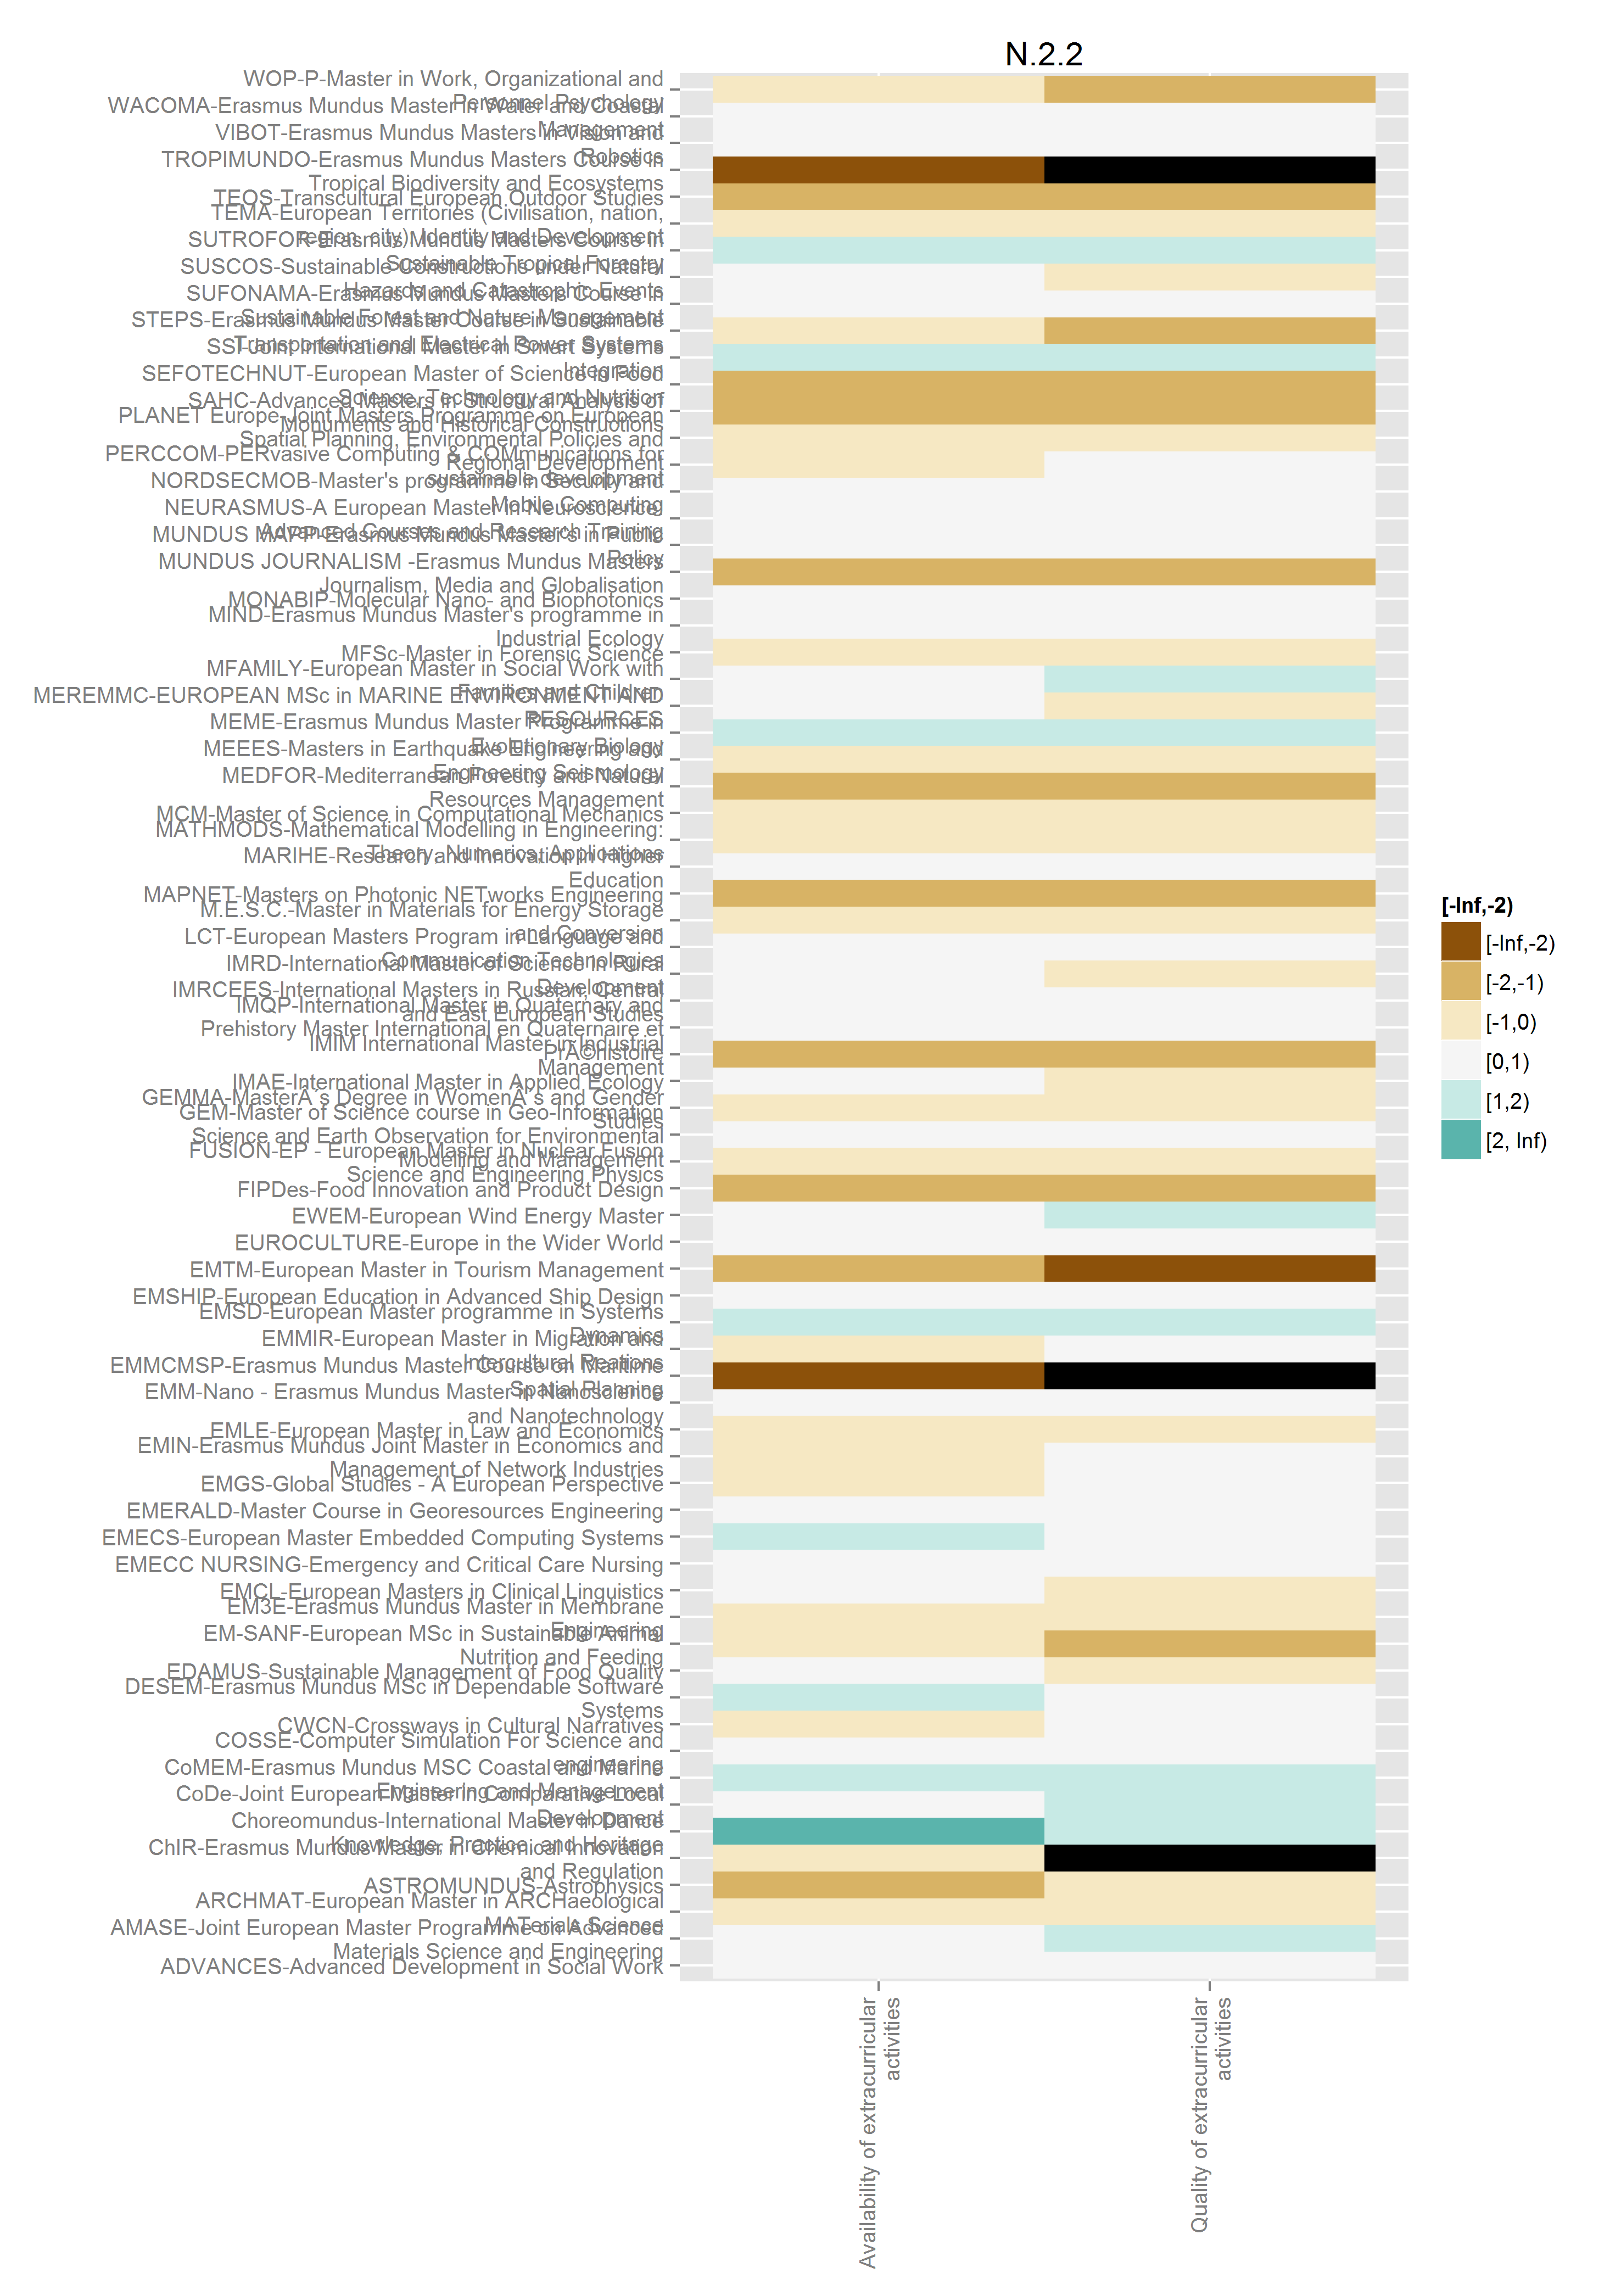 N.2.2
WOP-P-Master in Work, Organizational and
Personnel Psychology
WACOMA-Erasmus Mundus Master in Water and Coastal
Management
VIBOT-Erasmus Mundus Masters in Vision and
Robotics
TROPIMUNDO-Erasmus Mundus Masters Course in
Tropical Biodiversity and Ecosystems
TEOS-Transcultural European Outdoor Studies
TEMA-European Territories (Civilisation, nation,
region, city): Identity and Development
SUTROFOR-Erasmus Mundus Masters Course in
Sustainable Tropical Forestry
SUSCOS-Sustainable Constructions under Natural
Hazards and Catastrophic Events
SUFONAMA-Erasmus Mundus Masters Course in
Sustainable Forest and Nature Management
STEPS-Erasmus Mundus Master Course in Sustainable
Transportation and Electrical Power Systems
SSI-Joint International Master in Smart Systems
Integration
SEFOTECHNUT-European Master of Science in Food
Science, Technology and Nutrition
SAHC-Advanced Masters in Structural Analysis of
Monuments and Historical Constructions
PLANET Europe-Joint Masters Programme on European
Spatial Planning, Environmental Policies and
Regional Development
PERCCOM-PERvasive Computing & COMmunications for
sustainable development
NORDSECMOB-Master's programme in Security and
Mobile Computing
NEURASMUS-A European Master in Neuroscience:
Advanced Courses and Research Training
MUNDUS MAPP-Erasmus Mundus Master's in Public
Policy
MUNDUS JOURNALISM -Erasmus Mundus Masters
Journalism, Media and Globalisation
MONABIP-Molecular Nano- and Biophotonics
MIND-Erasmus Mundus Master's programme in
Industrial Ecology
MFSc-Master in Forensic Science
MFAMILY-European Master in Social Work with
Families and Children
MEREMMC-EUROPEAN MSc in MARINE ENVIRONMENT AND
RESOURCES
MEME-Erasmus Mundus Master Programme in
Evolutionary Biology
MEEES-Masters in Earthquake Engineering and
Engineering Seismology
MEDFOR-Mediterranean Forestry and Natural
Resources Management
MCM-Master of Science in Computational Mechanics
MATHMODS-Mathematical Modelling in Engineering:
Theory, Numerics, Applications
MARIHE-Research and Innovation in Higher
Education
MAPNET-Masters on Photonic NETworks Engineering
M.E.S.C.-Master in Materials for Energy Storage
and Conversion
LCT-European Masters Program in Language and
Communication Technologies
IMRD-International Master of Science in Rural
Development
IMRCEES-International Masters in Russian, Central
and East European Studies
IMQP-International Master in Quaternary and
Prehistory Master International en Quaternaire et
PrÃ©histoire
IMIM International Master in Industrial
Management
IMAE-International Master in Applied Ecology
GEMMA-MasterÂ´s Degree in WomenÂ´s and Gender
Studies
GEM-Master of Science course in Geo-Information
Science and Earth Observation for Environmental
Modelling and Management
FUSION-EP - European Master in Nuclear Fusion
Science and Engineering Physics
FIPDes-Food Innovation and Product Design
EWEM-European Wind Energy Master
EUROCULTURE-Europe in the Wider World
EMTM-European Master in Tourism Management
EMSHIP-European Education in Advanced Ship Design
EMSD-European Master programme in Systems
Dynamics
EMMIR-European Master in Migration and
Intercultural Reations
EMMCMSP-Erasmus Mundus Master Course on Maritime
Spatial Planning
EMM-Nano - Erasmus Mundus Master in Nanoscience
and Nanotechnology
EMLE-European Master in Law and Economics
EMIN-Erasmus Mundus Joint Master in Economics and
Management of Network Industries
EMGS-Global Studies - A European Perspective
EMERALD-Master Course in Georesources Engineering
EMECS-European Master Embedded Computing Systems
EMECC NURSING-Emergency and Critical Care Nursing
EMCL-European Masters in Clinical Linguistics
EM3E-Erasmus Mundus Master in Membrane
Engineering
EM-SANF-European MSc in Sustainable Animal
Nutrition and Feeding
EDAMUS-Sustainable Management of Food Quality
DESEM-Erasmus Mundus MSc in Dependable Software
Systems
CWCN-Crossways in Cultural Narratives
COSSE-Computer Simulation For Science and
engineering
CoMEM-Erasmus Mundus MSC Coastal and Marine
Engineering and Management
CoDe-Joint European Master in Comparative Local
Development
Choreomundus-International Master in Dance
Knowledge, Practice, and Heritage
ChIR-Erasmus Mundus Master in Chemical Innovation
and Regulation
ASTROMUNDUS-Astrophysics
ARCHMAT-European Master in ARCHaeological
MATerials Science
AMASE-Joint European Master Programme on Advanced
Materials Science and Engineering
ADVANCES-Advanced Development in Social Work
Availability of extracurricular
activities
Quality of extracurricular
activities
[-Inf,-2)
[-Inf,-2)
[-2,-1)
[-1,0)
[0,1)
[1,2)
[2, Inf)